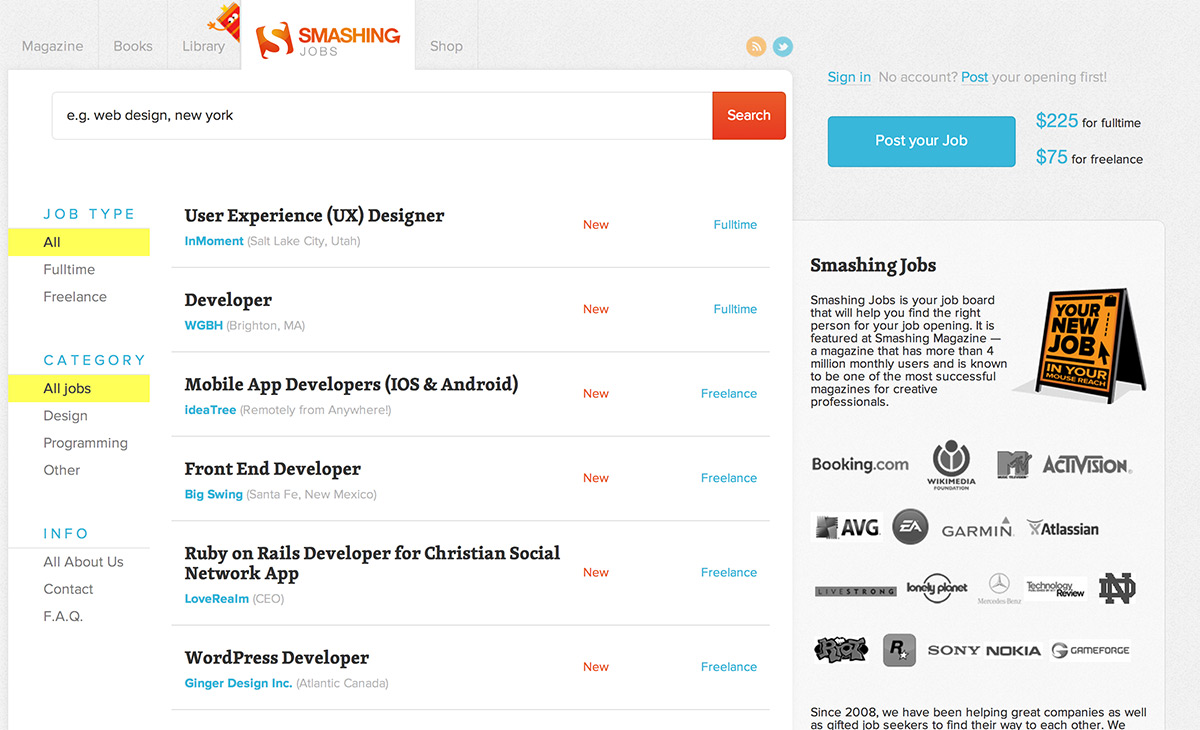 Magazine
Books
Library
SMASHING
JOBS
Shop
Sign in No account? Post your opening first!
e.g. web design, new york
Search
Post your Job
$225 for fulltime
$75 for freelance
JOB TYPE
All
Fulltime
Freelance
CATEGORY
All jobs
Design
Programming
Other
INFO
All About Us
Contact
F.A.Q.
User Experience (UX) Designer
InMoment (Salt Lake City, Utah)
New
Fulltime
Developer
WGBH (Brighton, MA)
New
Fulltime
Mobile App Developers (IOS & Android)
ideaTree (Remotely from Anywhere!)
New
Freelance
Front End Developer
Big Swing (Santa Fe, New Mexico)
New
Freelance
Ruby on Rails Developer for Christian Social
Network App
LoveRealm (CEO)
New
Freelance
WordPress Developer
Ginger Design Inc. (Atlantic Canada)
New
Freelance
Smashing Jobs
Smashing Jobs is your job board
that will help you find the right
person for your job opening. It is
featured at Smashing Magazine —
a magazine that has more than 4
million monthly users and is known
to be one of the most successful
magazines for creative
professionals.
YOUR
NEW
JOB
IN YOUR
MOUSE REACH
Booking.com
WIKIMEDIA
FOUNDATION
MTV
MUSIC TELEVISION
ACTIVISION
AVG
EA
GARMIN
Atlassian
LIVESTRONG
lonely planet
Mercedes-Benz
Technology
Review
ND
RIOT
R
SONY
NOKIA
GAMEFORGE
Since 2008, we have been helping great companies as well
as gifted job seekers to find their way to each other. We